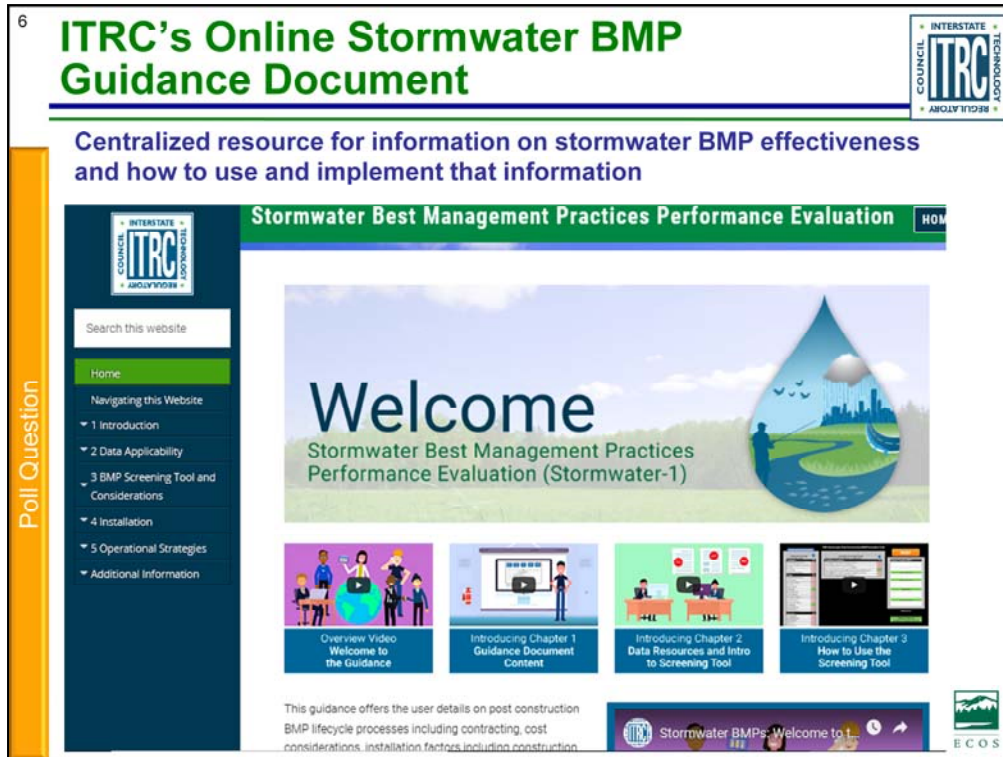 6
ITRC's Online Stormwater BMP
Guidance Document
INTERSTATE
COUNCIL
ITRC
TECHNOLOGY
REGULATORY
Centralized resource for information on stormwater BMP effectiveness
and how to use and implement that information
Poll Question
INTERSTATE
COUNCIL
ITRC
TECHNOLOGY
REGULATORY
Stormwater Best Management Practices Performance Evaluation
HOM
Search this website
Home
Navigating this Website
1 Introduction
2 Data Applicability
3 BMP Screening Tool and
Considerations
4 Installation
5 Operational Strategies
Additional Information
Welcome
Stormwater Best Management Practices
Performance Evaluation (Stormwater-1)
Overview Video
Welcome to
the Guidance
Introducing Chapter 1
Guidance Document
Content
Introducing Chapter 2
Data Resources and Intro
to Screening Tool
Introducing Chapter 3
How to Use the
Screening Tool
This guidance offers the user details on post construction
BMP lifecycle processes including contracting, cost
considerations, installation factors including construction
ITRC
Stormwater BMPs: Welcome to t...
ECOS